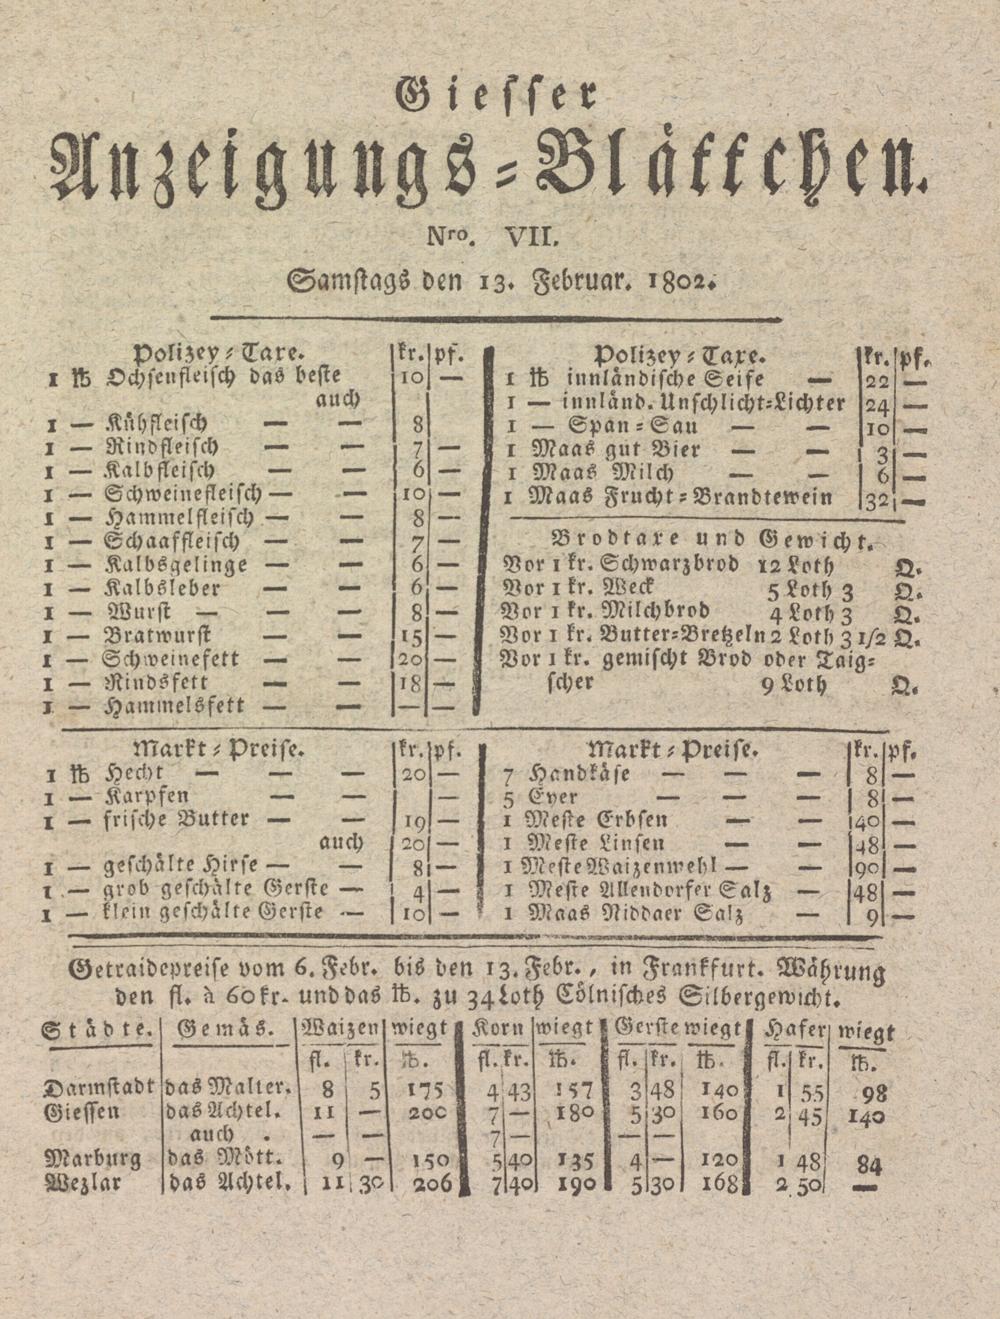 Giesser
Anzeigungs-Blättchen.
Nro. VII.
Samstags den 13. Februar. 1802.
Polizey-Taxe. kr. pf.
1 ℔ Ochsenfleisch das beste 10 —
auch
1 — Kühfleisch — — 8
1 — Rindfleisch — — 7 —
1 — Kalbfleisch — — 6 —
1 — Schweinefleisch — — 10 —
1 — Hammelfleisch — — 8 —
1 — Schaaffleisch — — 7 —
1 — Kalbsgelinge — — 6 —
1 — Kalbsleber — — 6 —
1 — Wurst — — — 8 —
1 — Bratwurst — — 15 —
1 — Schweinefett — — 20 —
1 — Rindsfett — — 18 —
1 — Hammelsfett — — — —
Polizey-Taxe. kr. pf.
1 ℔ innländische Seife — 22 —
1 — innländ. Unschlicht-Lichter 24 —
1 — Span-Sau — — 10 —
1 Maas gut Bier — — 3 —
1 Maas Milch — — 6 —
1 Maas Frucht-Brandtewein 32 —
Brodtaxe und Gewicht.
Vor 1 kr. Schwarzbrod 12 Loth Q.
Vor 1 kr. Weck 5 Loth 3 Q.
Vor 1 kr. Milchbrod 4 Loth 3 Q.
Vor 1 kr. Butter-Bretzeln 2 Loth 3 1/2 Q.
Vor 1 kr. gemischt Brod oder Taig-
scher 9 Loth Q.
Markt-Preise. kr. pf.
1 ℔ Hecht — — — 20 —
1 — Karpfen — — —
1 — frische Butter — — 19 —
auch 20 —
1 — geschälte Hirse — — 8 —
1 — grob geschälte Gerste — 4 —
1 — klein geschälte Gerste — 10 —
Markt-Preise. kr. pf.
7 Handkäse — — — 8 —
5 Eyer — — — 8 —
1 Meste Erbsen — — 40 —
1 Meste Linsen — — 48 —
1 Meste Waizenmehl — — 90 —
1 Meste Allendorfer Salz — 48 —
1 Maas Niddaer Salz — 9 —
Getraidepreise vom 6. Febr. bis den 13. Febr., in Frankfurt. Währung
den fl. à 60 kr. und das ℔. zu 34 Loth Cölnisches Silbergewicht.
Städte. Gemäs. Waizen wiegt Korn wiegt Gerste wiegt Hafer wiegt
fl. kr. ℔. fl. kr. ℔. fl. kr. ℔. fl. kr. ℔.
Darmstadt das Malter. 8 5 175 4 43 157 3 48 140 1 55 98
Giessen das Achtel. 11 — 200 7 — 180 5 30 160 2 45 140
auch . — — 7 — — —
Marburg das Mött. 9 — 150 5 40 135 4 — 120 1 48 84
Wezlar das Achtel. 11 30 206 7 40 190 5 30 168 2 50 —